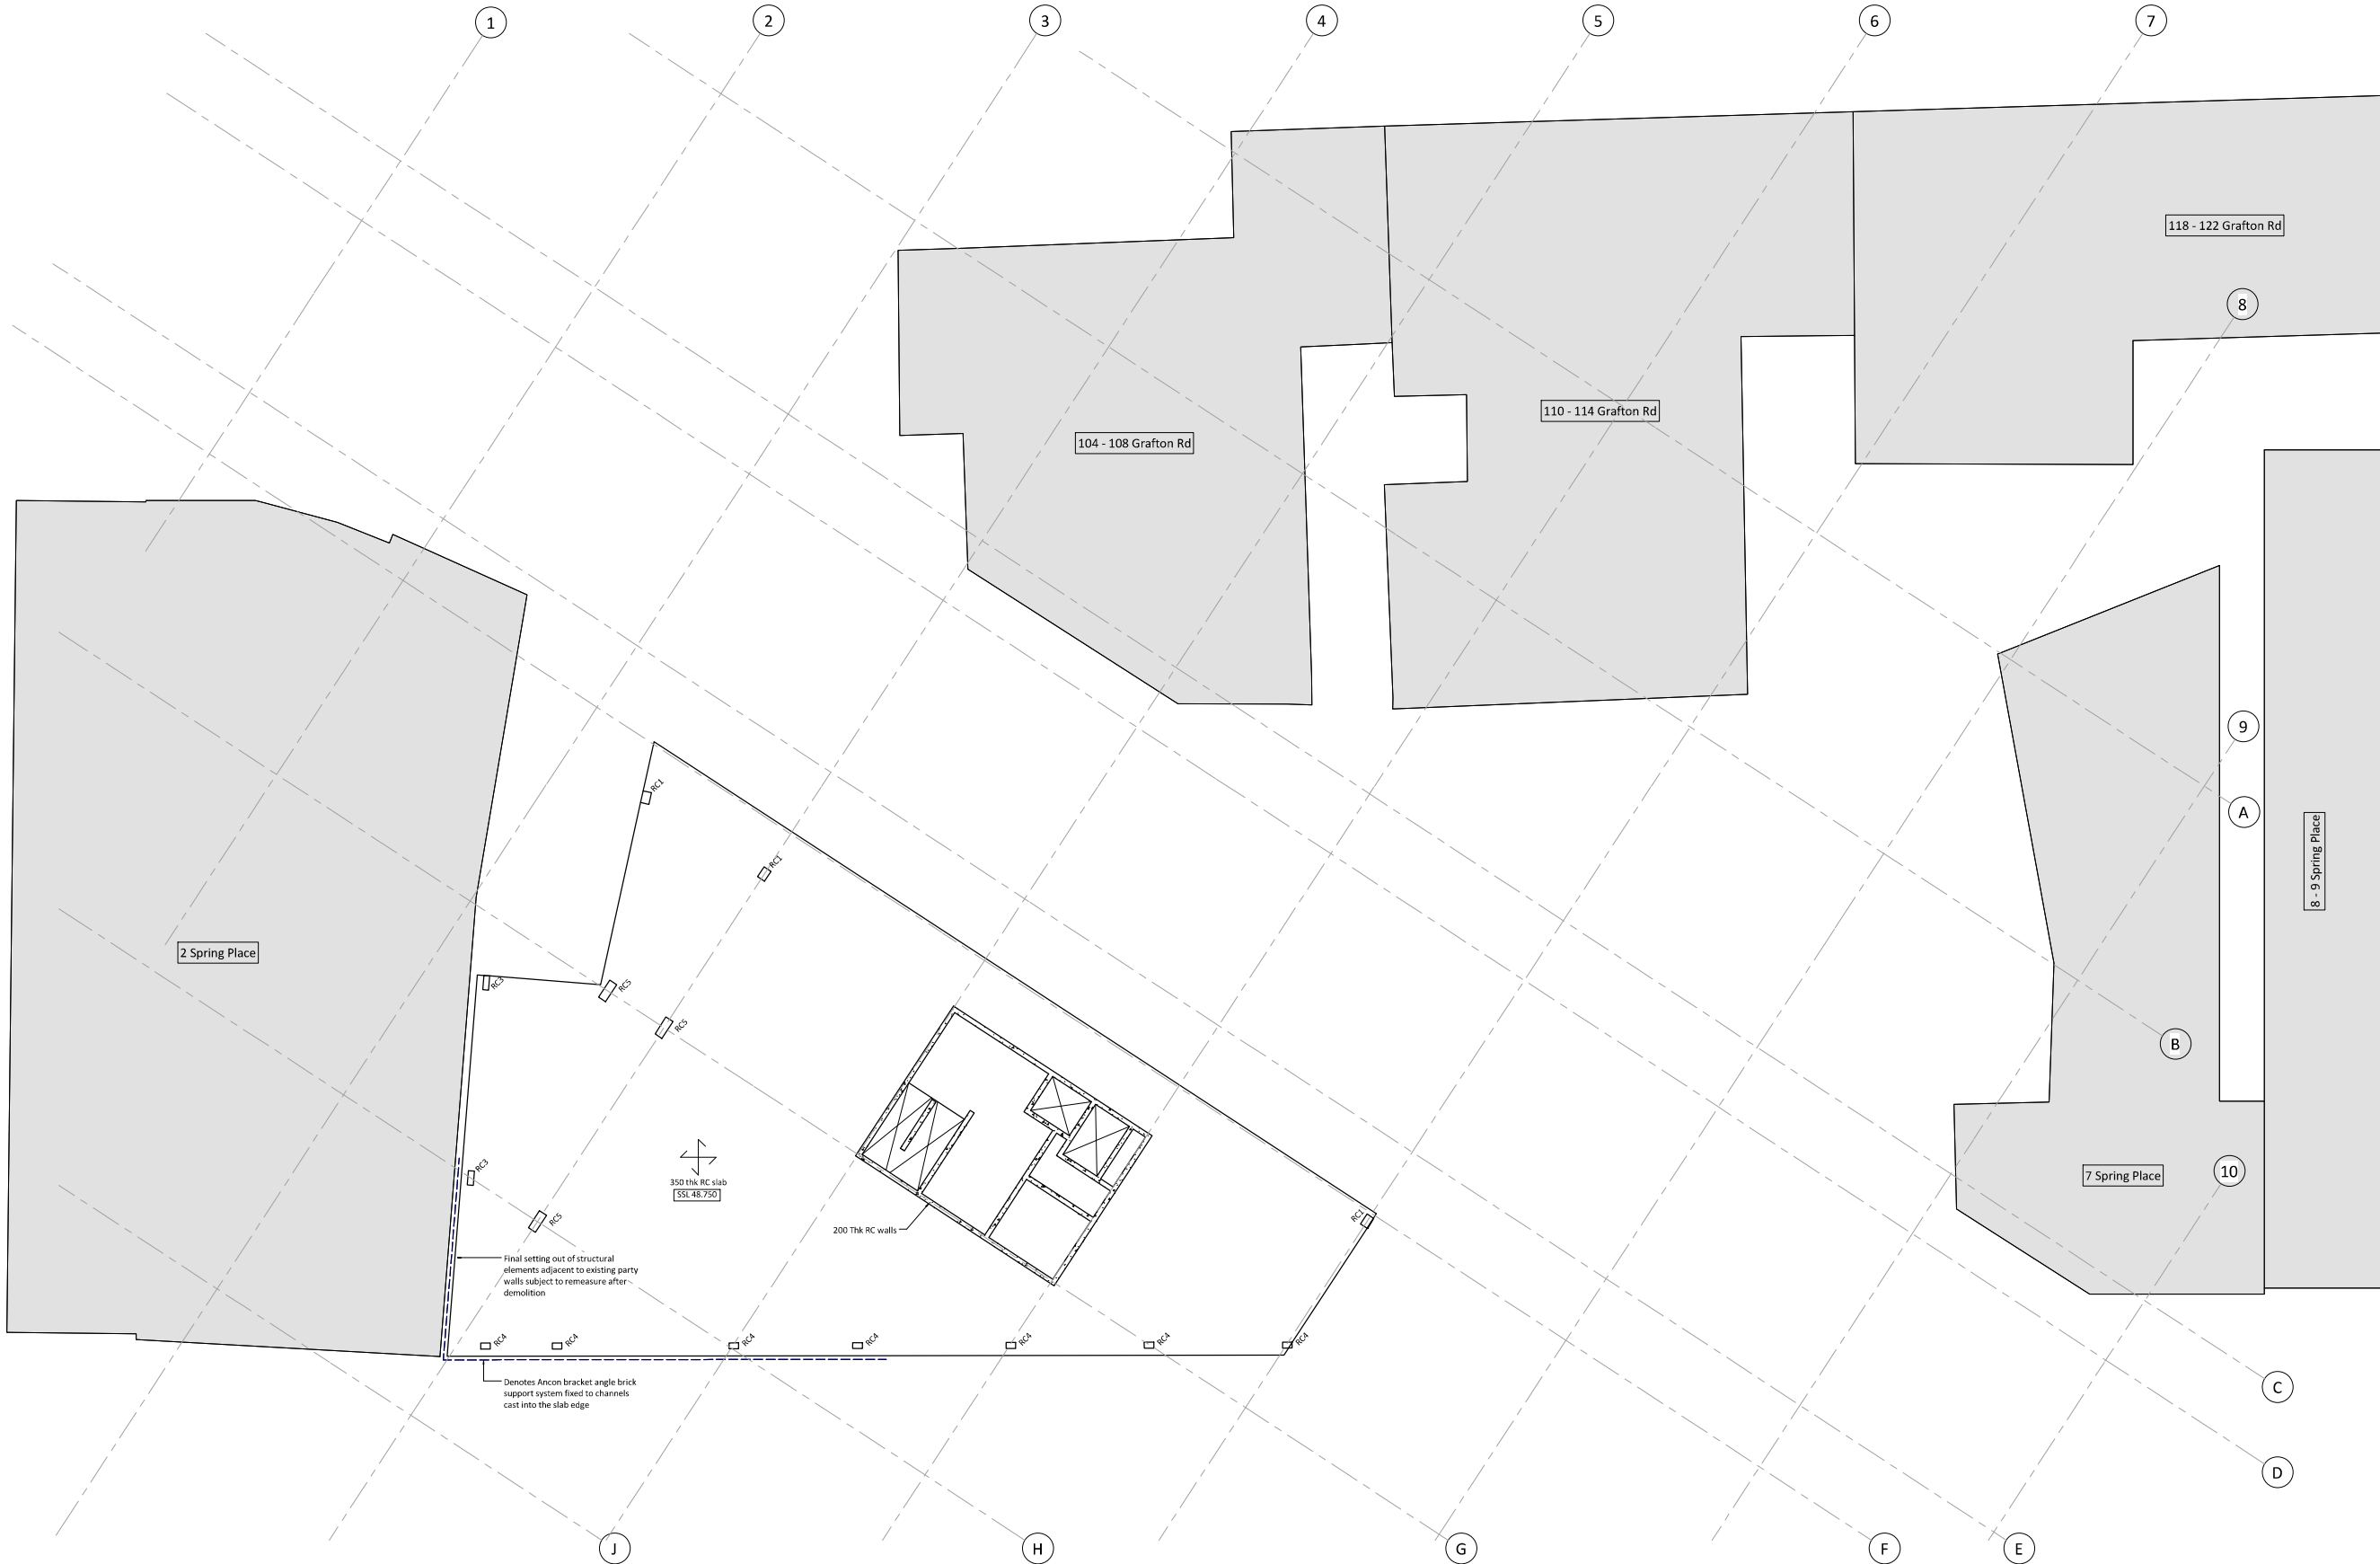 1
2
3
4
5
6
7
118 - 122 Grafton Rd
8
110 - 114 Grafton Rd
104 - 108 Grafton Rd
9
RC1
A
8 - 9 Spring Place
RC1
2 Spring Place
RC3
RC5
RC5
B
RC3
7 Spring Place
10
350 thk RC slab
SSL 48.750
RC5
RC1
200 Thk RC walls
Final setting out of structural
elements adjacent to existing party
walls subject to remeasure after
demolition
RC4
RC4
RC4
RC4
RC4
RC4
RC4
Denotes Ancon bracket angle brick
support system fixed to channels
cast into the slab edge
C
D
J
H
G
F
E